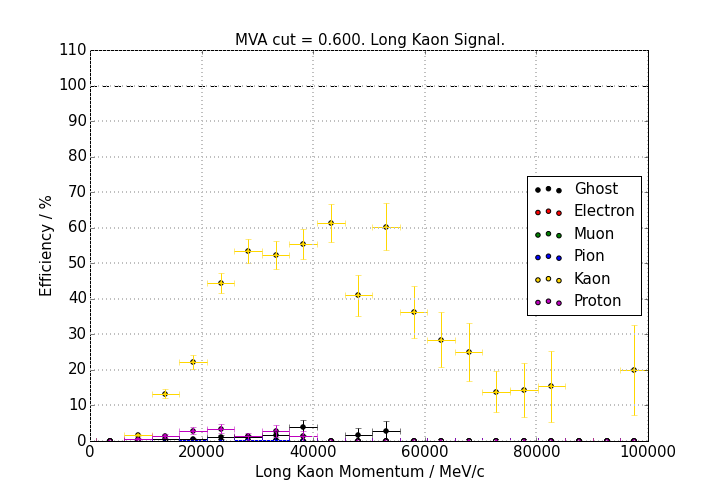 MVA cut = 0.600. Long Kaon Signal.
110
100
90
80
70
60
50
40
30
20
10
0
Efficiency / %
Ghost
Electron
Muon
Pion
Kaon
Proton
0 20000 40000 60000 80000 100000
Long Kaon Momentum / MeV/c